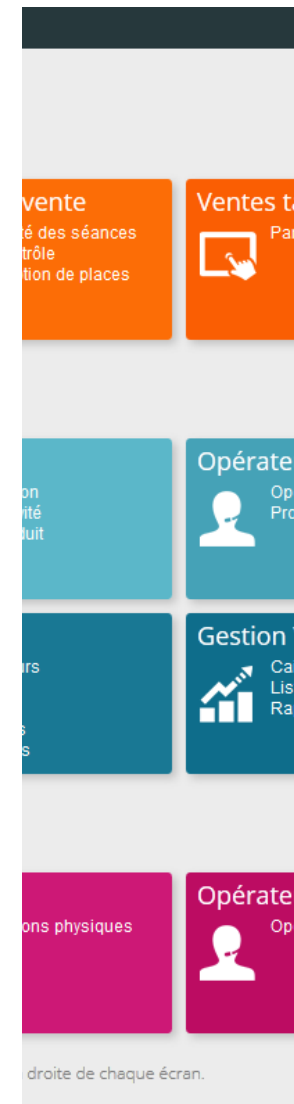 vente
té des séances
trôle
tion de places
Ventes ta
Par
on
vité
duit
Opérate
Op
Pro
urs
s
s
Gestion
Ca
Lis
Ra
ons physiques
Opérate
Op
droite de chaque écran.